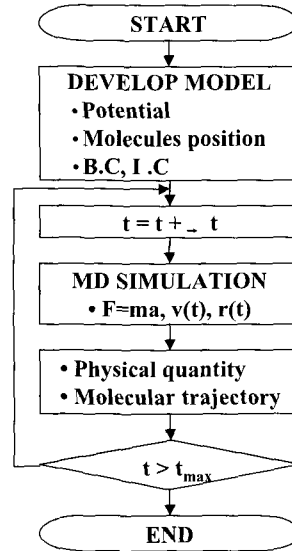 START
DEVELOP MODEL
· Potential
· Molecules position
· B.C, I .C
t = t + → t
MD SIMULATION
• F=ma, v(t), r(t)
• Physical quantity
• Molecular trajectory
t > tmax
END